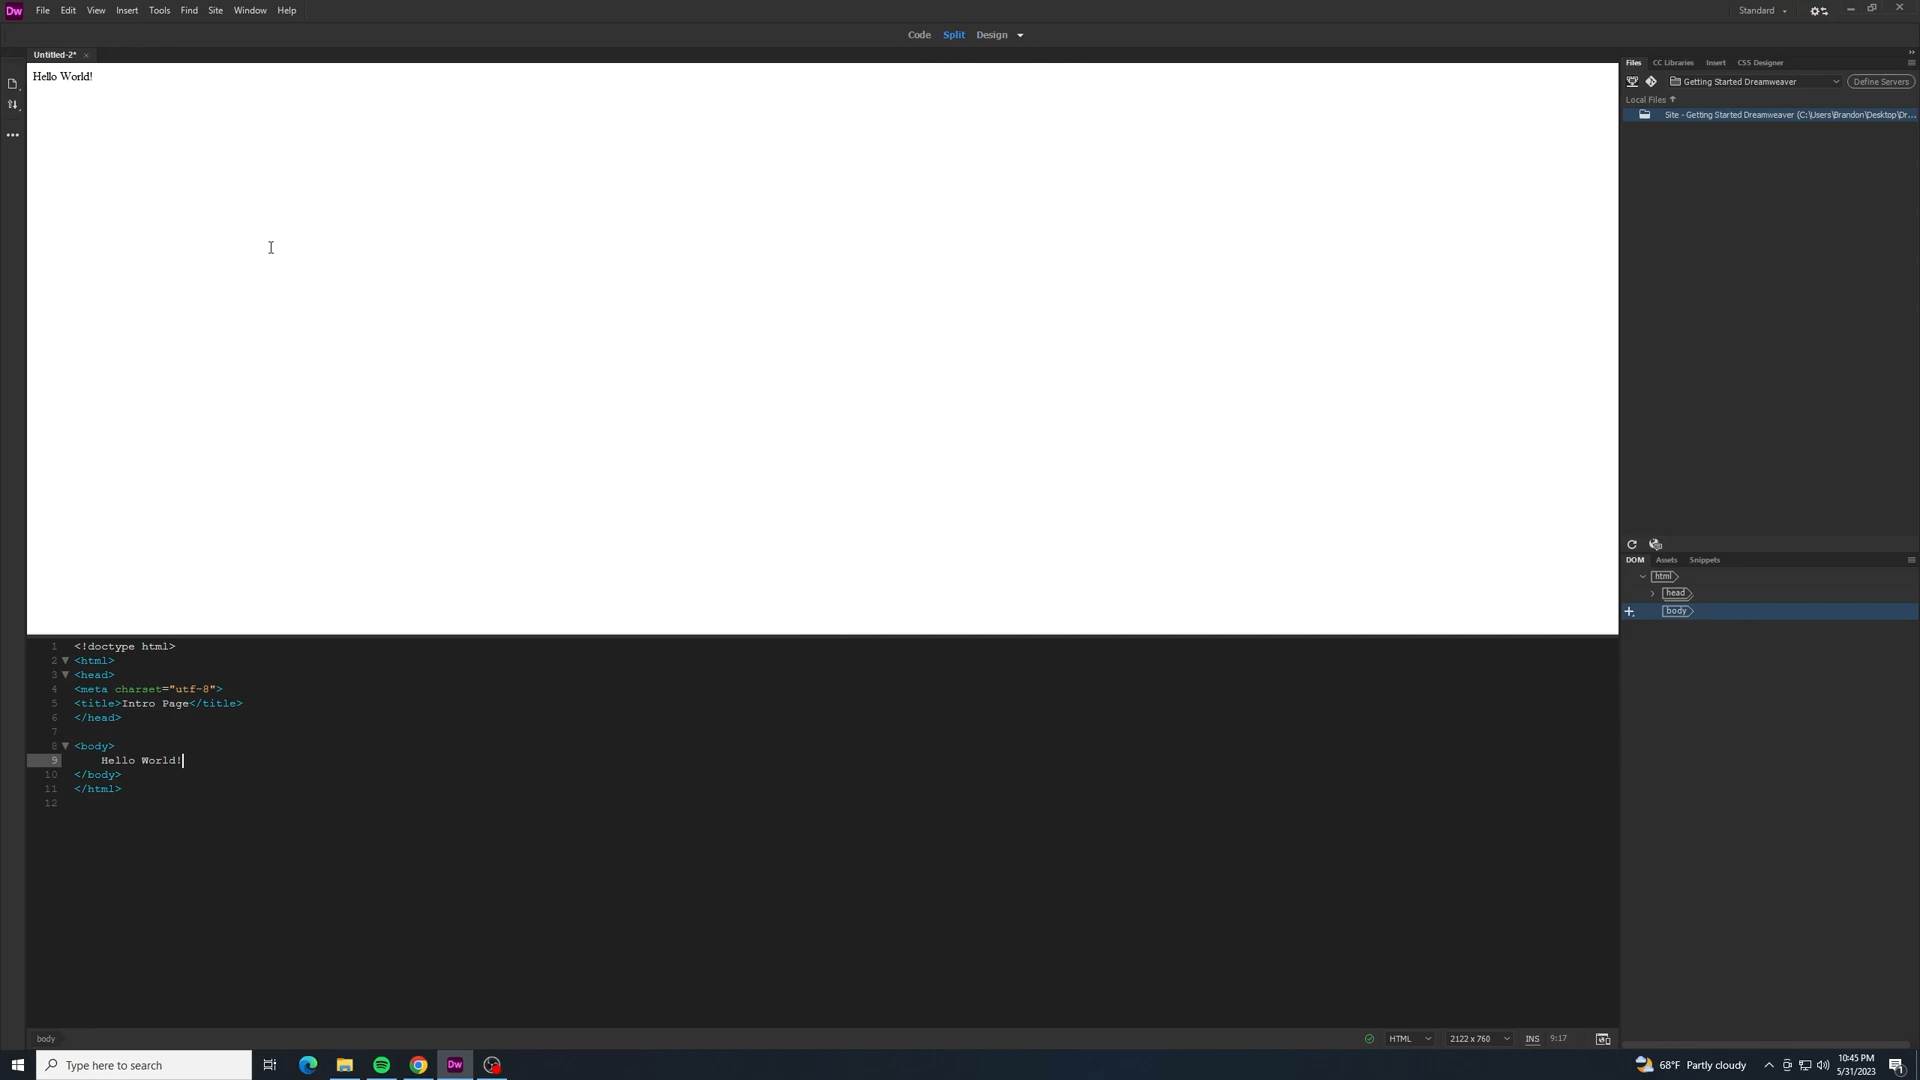 Dw File Edit View Insert Tools Find Site Window Help Standard
Code Split Design
Untitled-2* ×
Hello World!
Files CC Libraries Insert CSS Designer
Getting Started Dreamweaver Define Servers
Local Files
Site - Getting Started Dreamweaver (C:\Users\Brandon\Desktop\Dr...
DOM Assets Snippets
html
head
body
1 <!doctype html>
2 <html>
3 <head>
4 <meta charset="utf-8">
5 <title>Intro Page</title>
6 </head>
7
8 <body>
9 Hello World!
10 </body>
11 </html>
12
body HTML 2122 x 760 INS 9:17
Type here to search Dw 68°F Partly cloudy 10:45 PM
5/31/2023